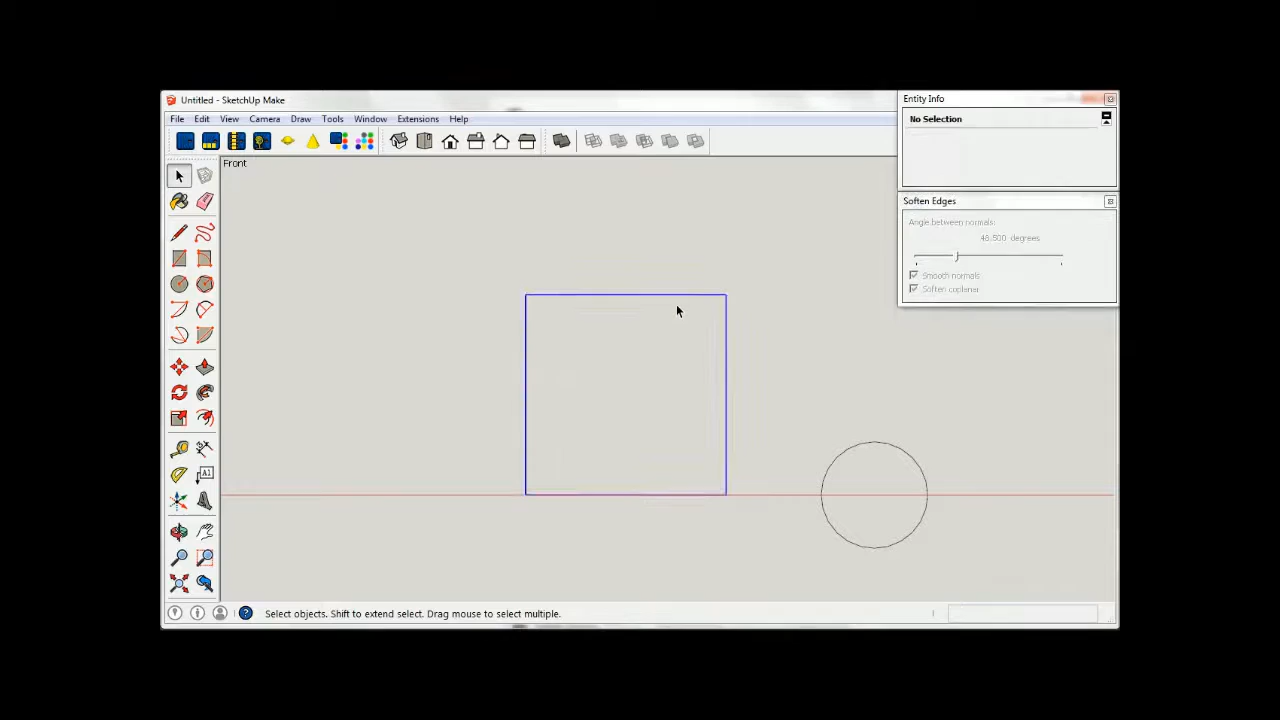 Untitled - SketchUp Make
Entity Info
File Edit View Camera Draw Tools Window Extensions Help
No Selection
Front
Soften Edges
Angle between normals:
48.500 degrees
Smooth normals
Soften coplanar
A1
Select objects. Shift to extend select. Drag mouse to select multiple.